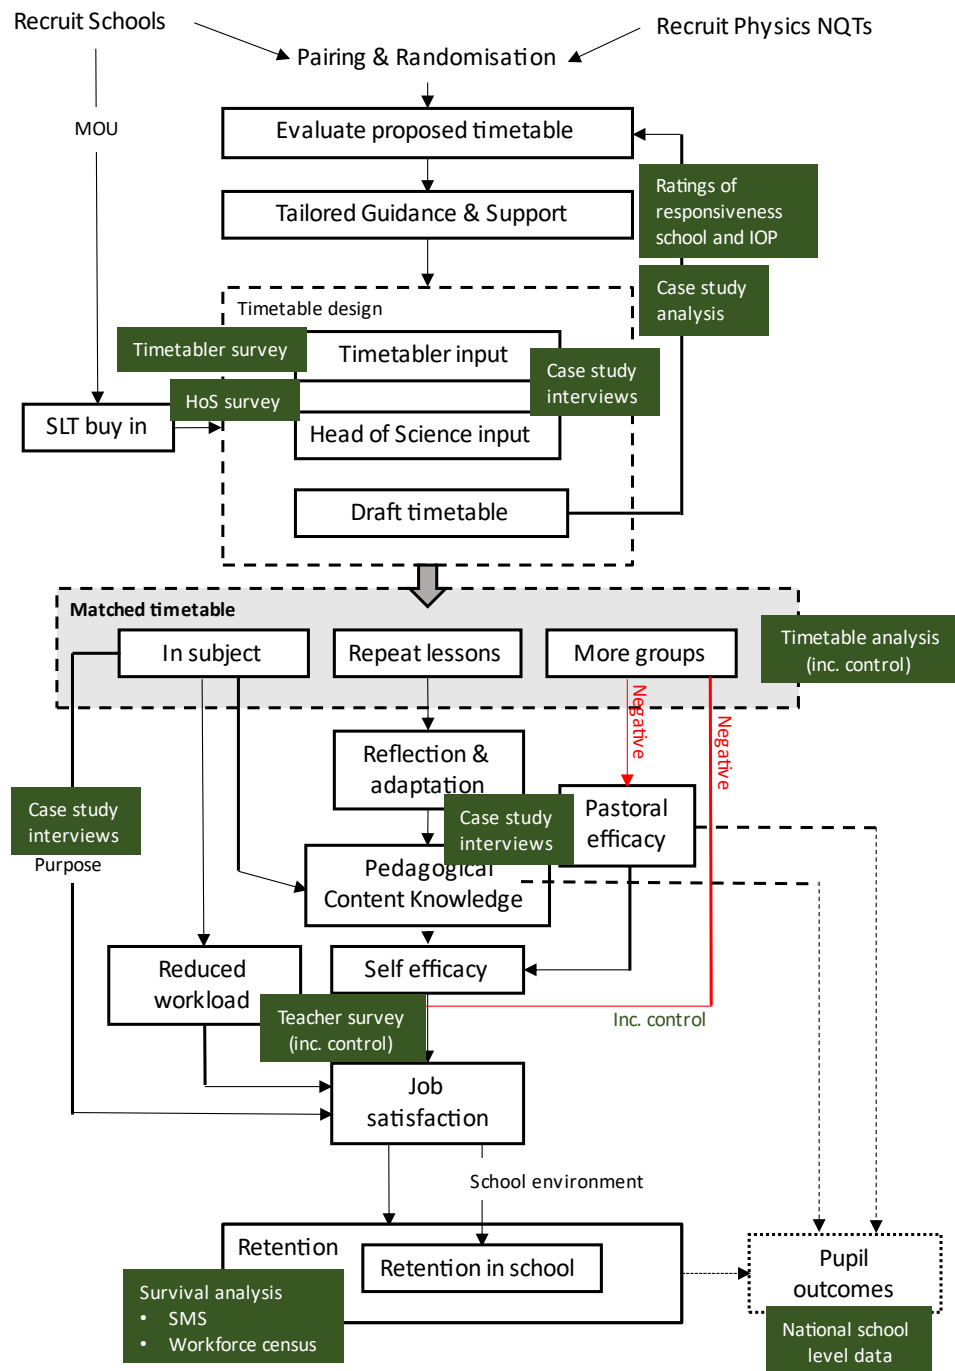 Recruit Schools
Recruit Physics NQTs
Pairing & Randomisation
MOU
Evaluate proposed timetable
Tailored Guidance & Support
Ratings of
responsiveness
school and IOP
Case study
analysis
Timetable design
Timetabler survey
Timetabler input
Case study
interviews
HoS survey
SLT buy in
Head of Science input
Draft timetable
Matched timetable
In subject
Repeat lessons
More groups
Timetable analysis
(inc. control)
Negative
Negative
Reflection &
adaptation
Case study
interviews
Purpose
Case study
interviews
Pastoral
efficacy
Pedagogical
Content Knowledge
Reduced
workload
Self efficacy
Teacher survey
(inc. control)
Inc. control
Job
satisfaction
School environment
Retention
Retention in school
Survival analysis
• SMS
• Workforce census
Pupil
outcomes
National school
level data